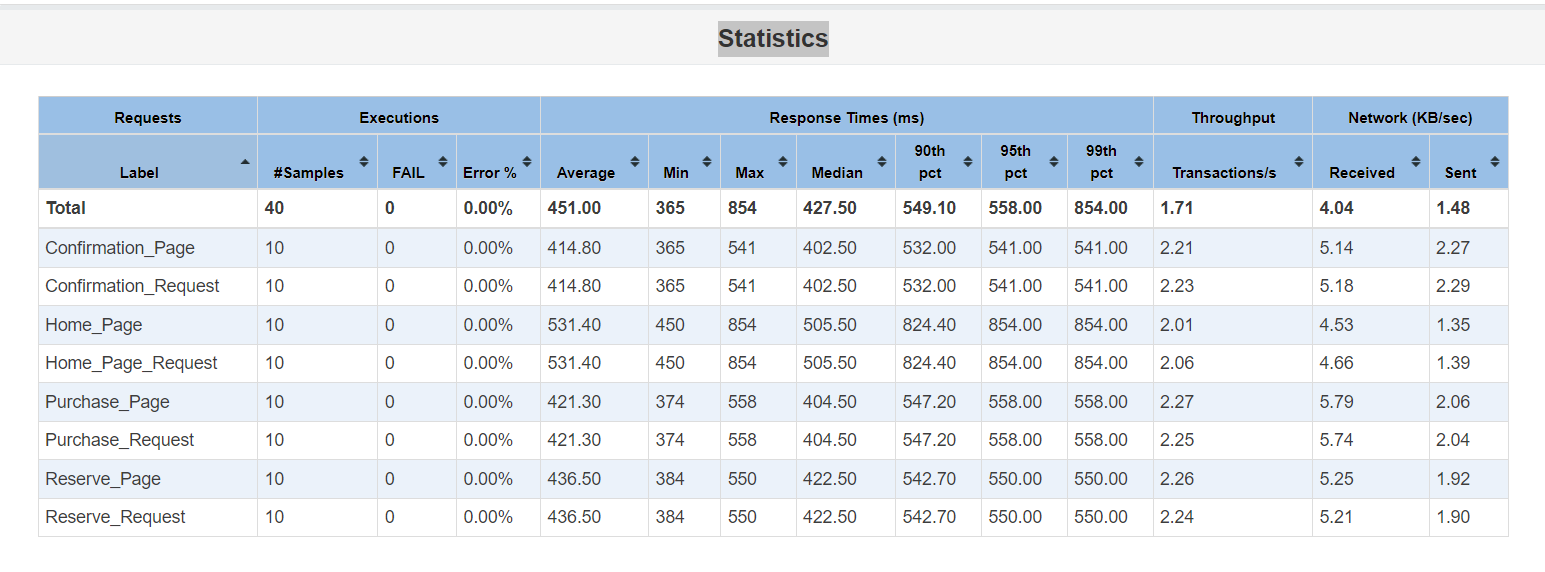 Statistics
Requests Executions Response Times (ms) Throughput Network (KB/sec)
Label #Samples FAIL Error % Average Min Max Median 90th pct 95th pct 99th pct Transactions/s Received Sent
Total 40 0 0.00% 451.00 365 854 427.50 549.10 558.00 854.00 1.71 4.04 1.48
Confirmation_Page 10 0 0.00% 414.80 365 541 402.50 532.00 541.00 541.00 2.21 5.14 2.27
Confirmation_Request 10 0 0.00% 414.80 365 541 402.50 532.00 541.00 541.00 2.23 5.18 2.29
Home_Page 10 0 0.00% 531.40 450 854 505.50 824.40 854.00 854.00 2.01 4.53 1.35
Home_Page_Request 10 0 0.00% 531.40 450 854 505.50 824.40 854.00 854.00 2.06 4.66 1.39
Purchase_Page 10 0 0.00% 421.30 374 558 404.50 547.20 558.00 558.00 2.27 5.79 2.06
Purchase_Request 10 0 0.00% 421.30 374 558 404.50 547.20 558.00 558.00 2.25 5.74 2.04
Reserve_Page 10 0 0.00% 436.50 384 550 422.50 542.70 550.00 550.00 2.26 5.25 1.92
Reserve_Request 10 0 0.00% 436.50 384 550 422.50 542.70 550.00 550.00 2.24 5.21 1.90